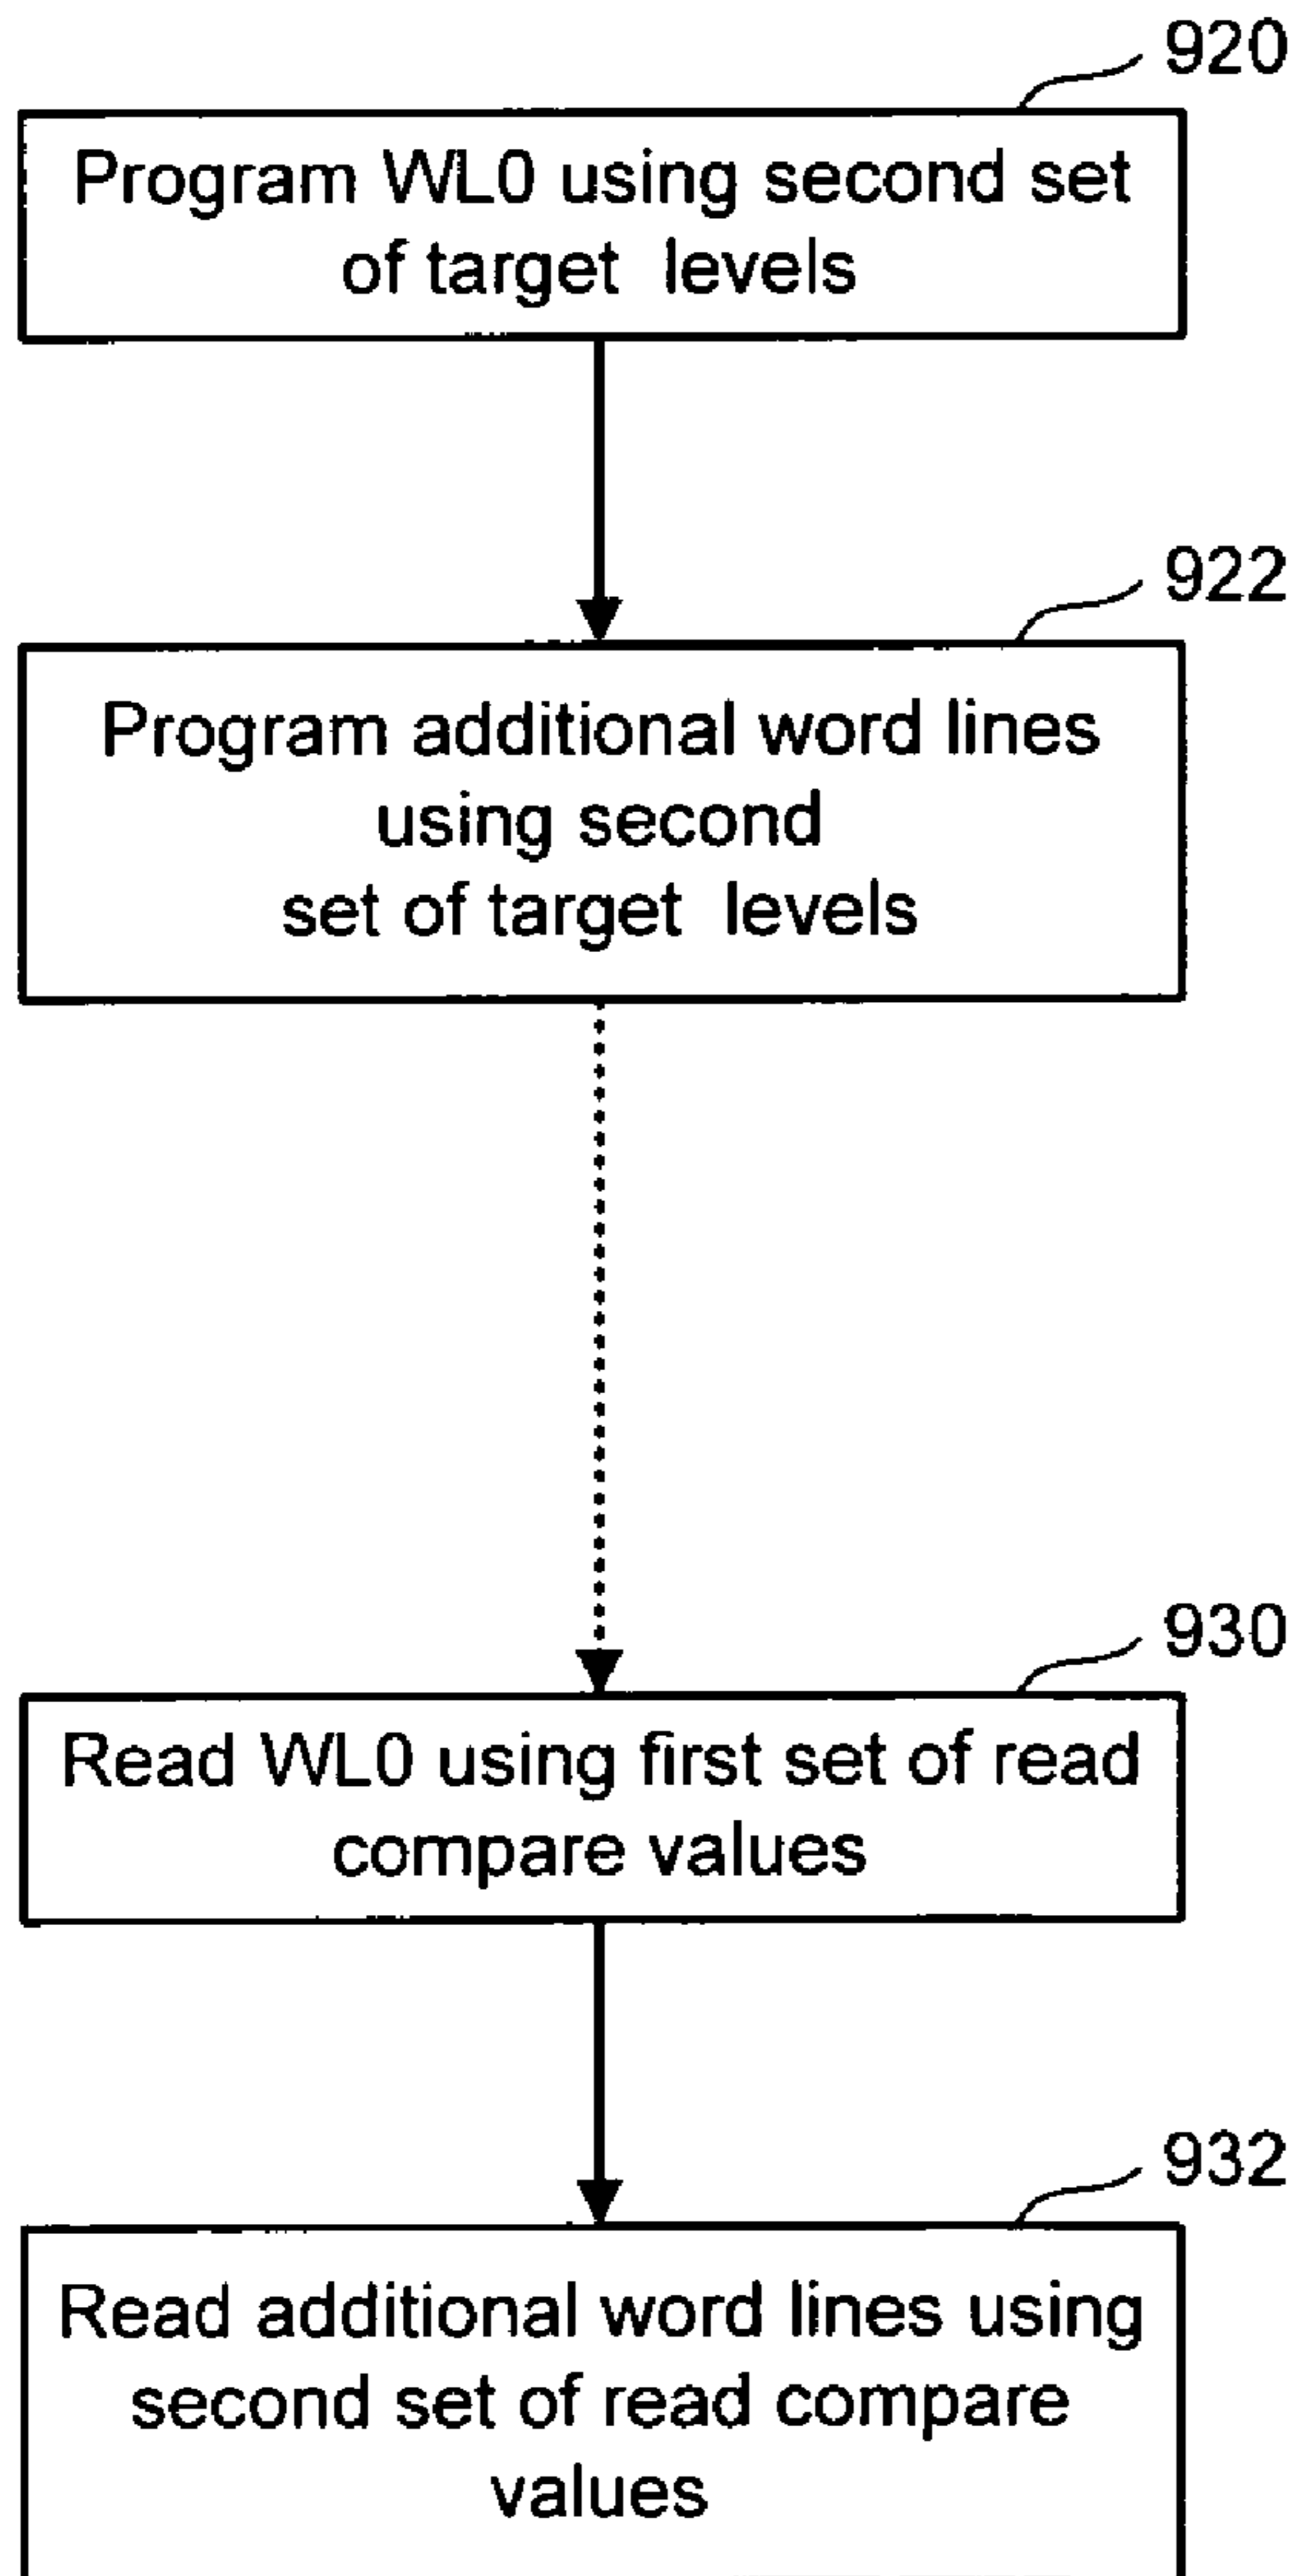 920
Program WL0 using second set
of target levels
922
Program additional word lines
using second
set of target levels
930
Read WL0 using first set of read
compare values
932
Read additional word lines using
second set of read compare
values